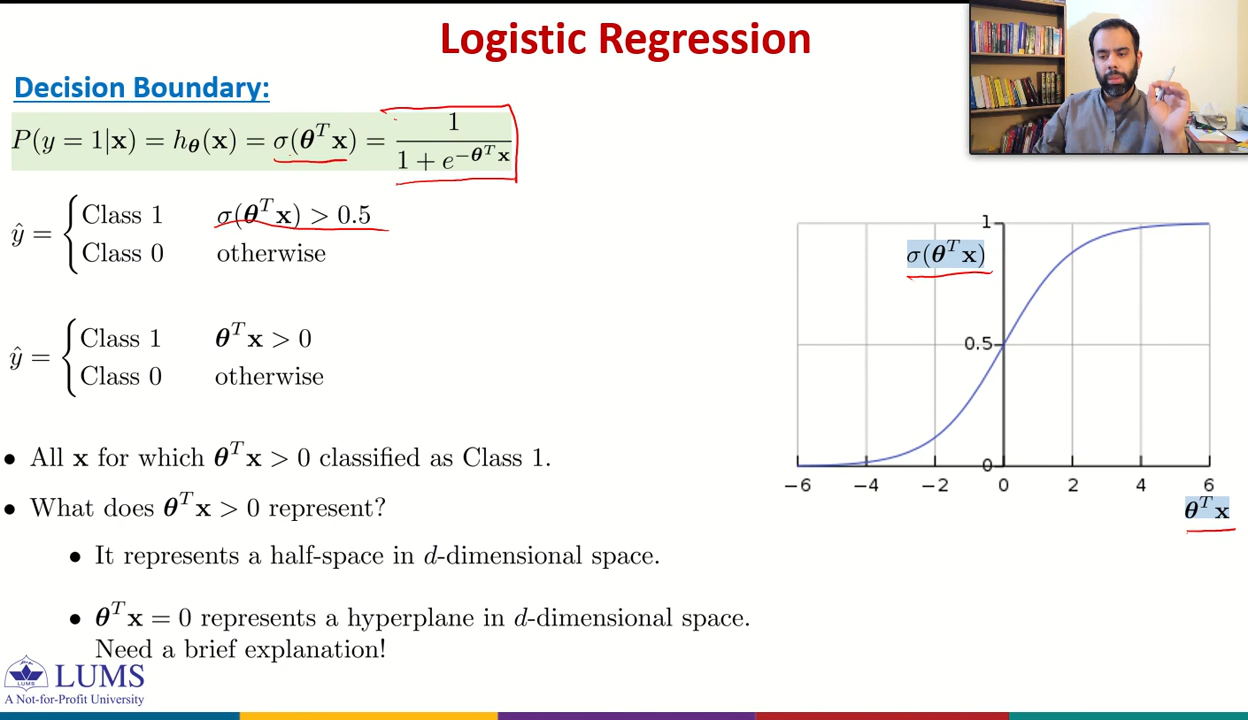 Logistic Regression
Decision Boundary:
P(y = 1|x) = h_θ(x) = σ(θ^T x) = 1 / (1 + e^{−θ^T x})
ŷ = { Class 1 σ(θ^T x) > 0.5
Class 0 otherwise
ŷ = { Class 1 θ^T x > 0
Class 0 otherwise
• All x for which θ^T x > 0 classified as Class 1.
• What does θ^T x > 0 represent?
• It represents a half-space in d-dimensional space.
• θ^T x = 0 represents a hyperplane in d-dimensional space.
Need a brief explanation!
σ(θ^T x)
1
0.5
0
−6 −4 −2 0 2 4 6
θ^T x
LUMS
LUMS
A Not-for-Profit University